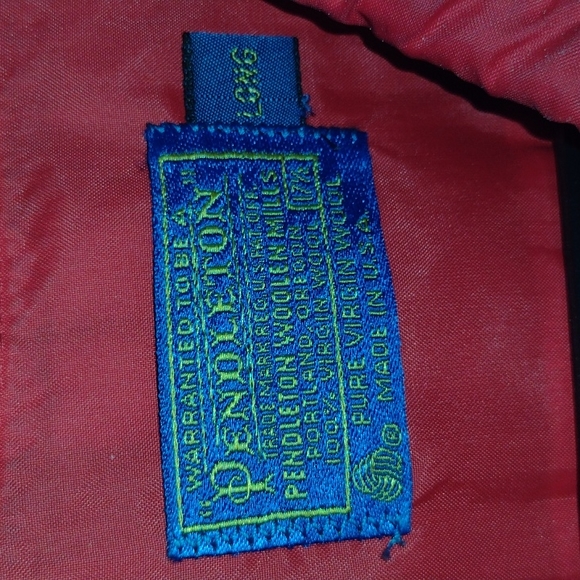 LONG
WARRANTED TO BE A
"PENDLETON"
TRADE MARK REG. U.S. PAT. OFF.
PENDLETON WOOLEN MILLS
PORTLAND, OREGON
100% VIRGIN WOOL
PURE VIRGIN WOOL
MADE IN U.S.A.